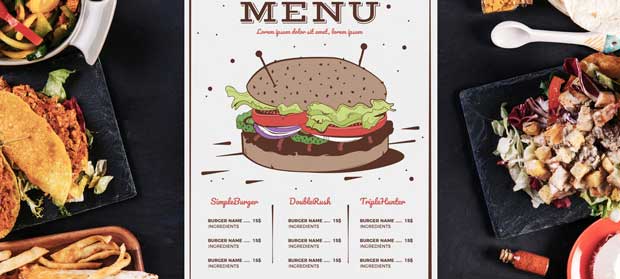 MENU
Lorem ipsum dolor sit amet, lorem ipsum
SimpleBurger DoubleRush TripleHunter
BURGER NAME ..... 15$ BURGER NAME ..... 15$ BURGER NAME ..... 15$
INGREDIENTS INGREDIENTS INGREDIENTS
BURGER NAME ..... 15$ BURGER NAME ..... 15$ BURGER NAME ..... 15$
INGREDIENTS INGREDIENTS INGREDIENTS
BURGER NAME ..... 15$ BURGER NAME ..... 15$ BURGER NAME ..... 15$
INGREDIENTS INGREDIENTS INGREDIENTS